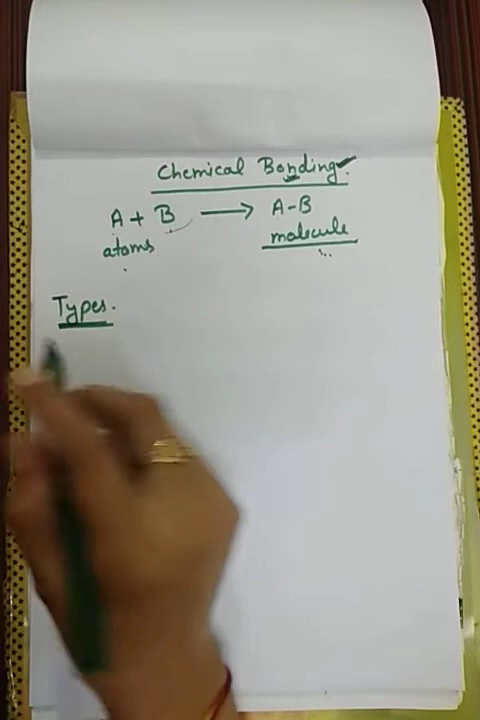 Chemical Bonding.
A + B ⟶ A-B
atoms molecule
Types.